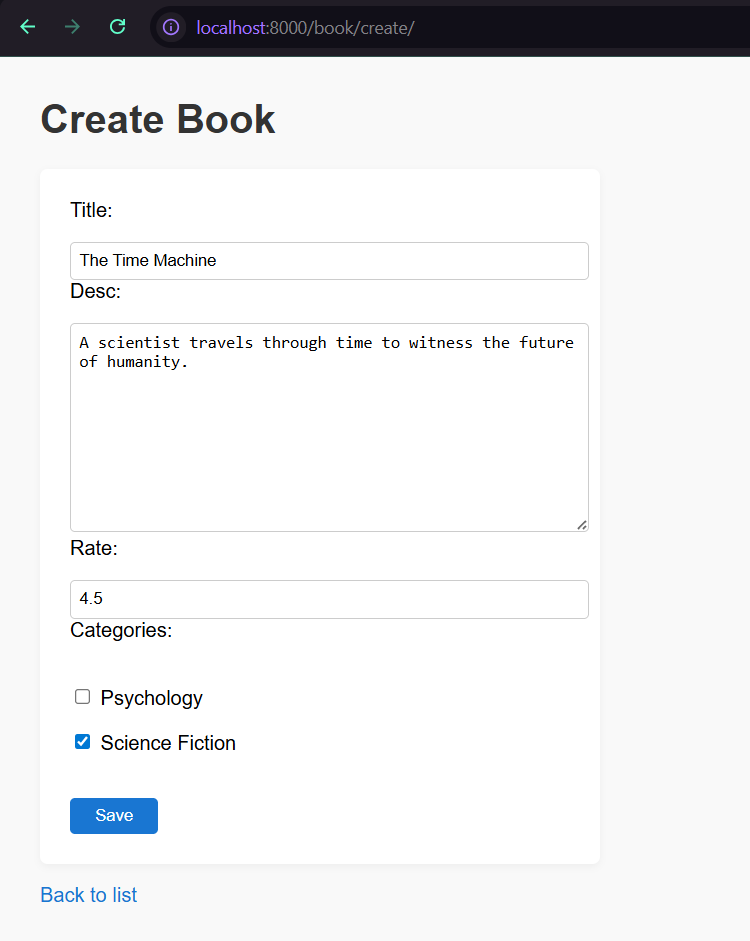 localhost:8000/book/create/
Create Book
Title:
The Time Machine
Desc:
A scientist travels through time to witness the future
of humanity.
Rate:
4.5
Categories:
Psychology
Science Fiction
Save
Back to list